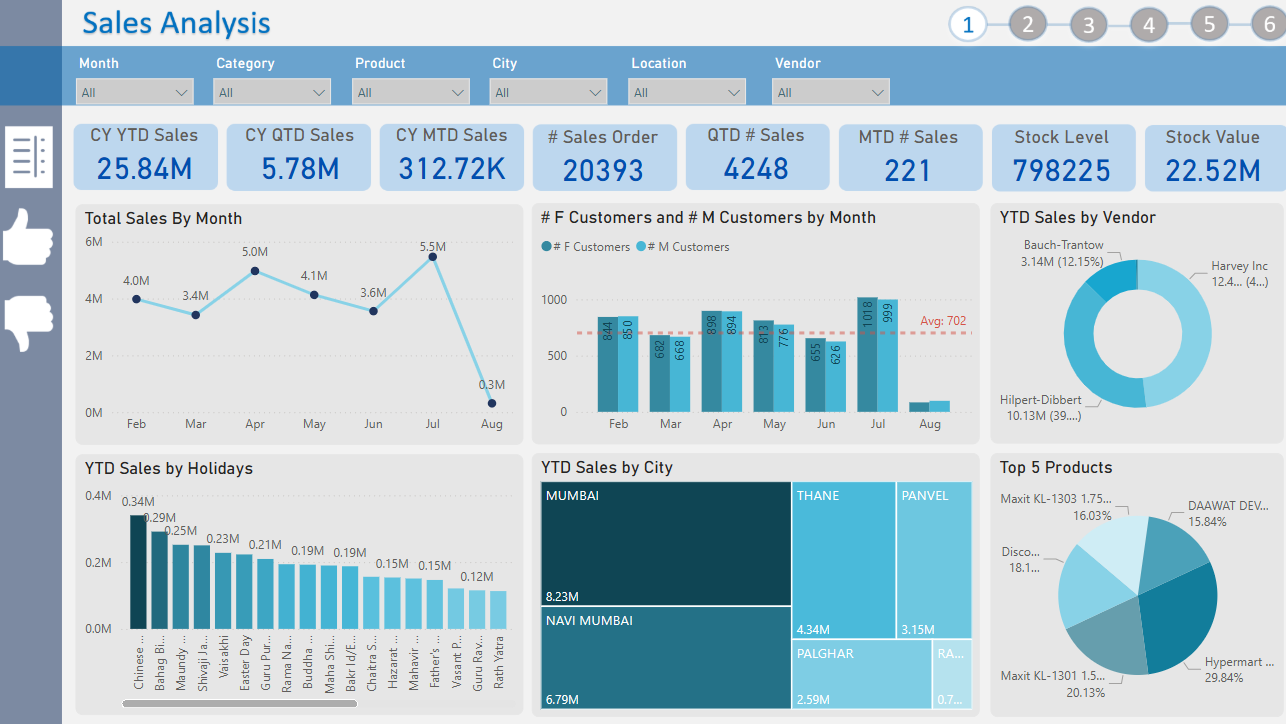 Sales Analysis
1 2 3 4 5 6
Month Category Product City Location Vendor
All All All All All All
CY YTD Sales
25.84M
CY QTD Sales
5.78M
CY MTD Sales
312.72K
# Sales Order
20393
QTD # Sales
4248
MTD # Sales
221
Stock Level
798225
Stock Value
22.52M
Total Sales By Month
6M
4M
2M
0M
4.0M
3.4M
5.0M
4.1M
3.6M
5.5M
0.3M
Feb Mar Apr May Jun Jul Aug
# F Customers and # M Customers by Month
# F Customers # M Customers
1000
500
0
844 850
682 668
898 894
813 776
655 626
1018 999
Avg: 702
Feb Mar Apr May Jun Jul Aug
YTD Sales by Vendor
Bauch-Trantow
3.14M (12.15%)
Harvey Inc
12.4... (4...)
Hilpert-Dibbert
10.13M (39....)
YTD Sales by Holidays
0.4M
0.2M
0.0M
0.34M
0.29M
0.25M
0.23M
0.21M
0.19M
0.19M
0.15M
0.15M
0.12M
Chinese ...
Bahag Bi...
Maundy ...
Shivaji Ja...
Vaisakhi
Easter Day
Guru Pur...
Rama Na...
Buddha ...
Maha Shi...
Bakr Id/E...
Chaitra S...
Hazarat ...
Mahavir ...
Father's ...
Vasant P...
Guru Rav...
Rath Yatra
YTD Sales by City
MUMBAI
8.23M
NAVI MUMBAI
6.79M
THANE
4.34M
PANVEL
3.15M
PALGHAR
2.59M
RA...
0.7...
Top 5 Products
Maxit KL-1303 1.75...
16.03%
DAAWAT DEV...
15.84%
Disco...
18.1...
Maxit KL-1301 1.5...
20.13%
Hypermart ...
29.84%